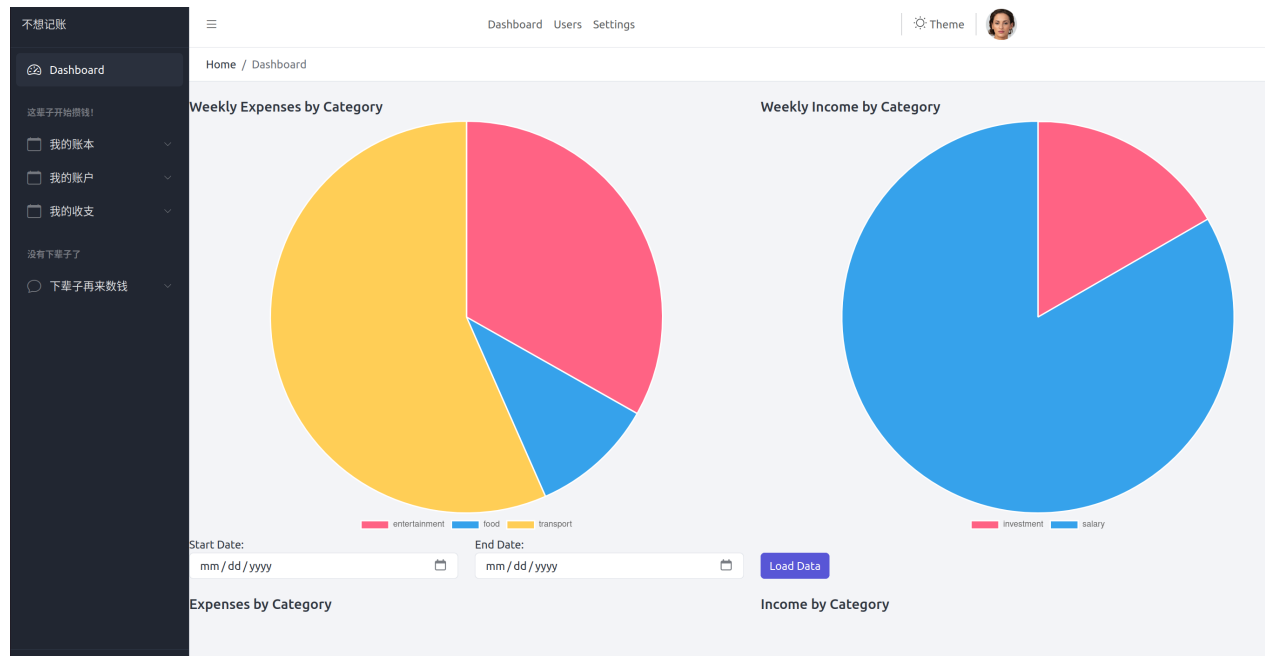 不想记账
Dashboard Users Settings
Theme
Dashboard
Home / Dashboard
这辈子开始攒钱!
我的账本
我的账户
我的收支
没有下辈子了
下辈子再来数钱
Weekly Expenses by Category
entertainment food transport
Weekly Income by Category
investment salary
Start Date:
mm/dd/yyyy
End Date:
mm/dd/yyyy
Load Data
Expenses by Category
Income by Category